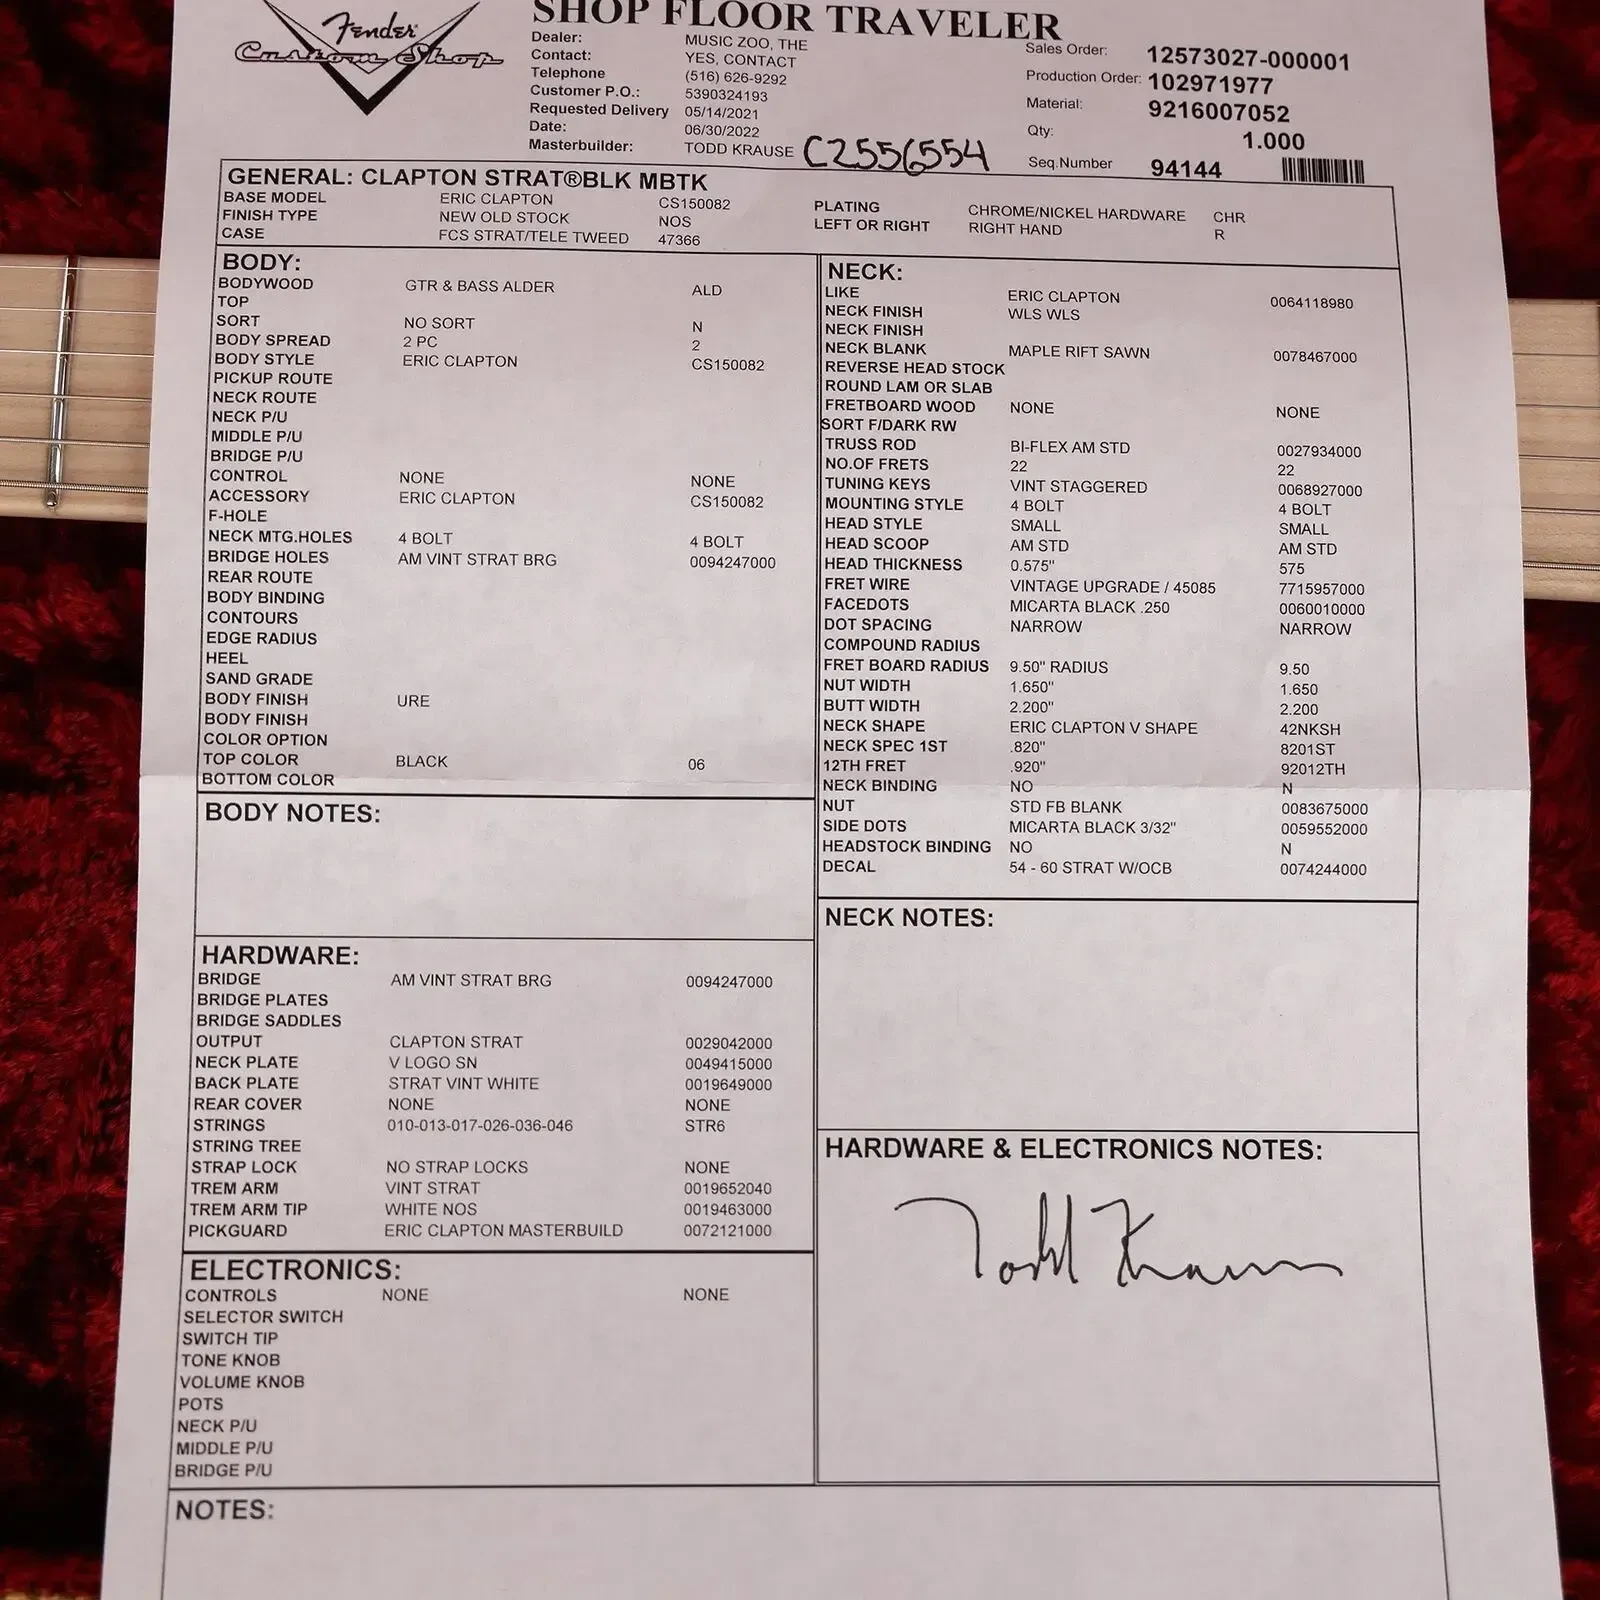 Fender
Custom Shop
SHOP FLOOR TRAVELER
Dealer: MUSIC ZOO, THE
Contact: YES, CONTACT
Telephone (516) 626-9292
Customer P.O.: 5390324193
Requested Delivery 05/14/2021
Date: 06/30/2022
Masterbuilder: TODD KRAUSE C2556554
Sales Order: 12573027-000001
Production Order: 102971977
Material: 9216007052
Qty: 1.000
Seq.Number 94144
GENERAL: CLAPTON STRAT®BLK MBTK
BASE MODEL ERIC CLAPTON CS150082
FINISH TYPE NEW OLD STOCK NOS
CASE FCS STRAT/TELE TWEED 47366
PLATING CHROME/NICKEL HARDWARE CHR
LEFT OR RIGHT RIGHT HAND R
BODY:
BODYWOOD GTR & BASS ALDER ALD
TOP
SORT NO SORT N
BODY SPREAD 2 PC 2
BODY STYLE ERIC CLAPTON CS150082
PICKUP ROUTE
NECK ROUTE
NECK P/U
MIDDLE P/U
BRIDGE P/U
CONTROL NONE NONE
ACCESSORY ERIC CLAPTON CS150082
F-HOLE
NECK MTG.HOLES 4 BOLT 4 BOLT
BRIDGE HOLES AM VINT STRAT BRG 0094247000
REAR ROUTE
BODY BINDING
CONTOURS
EDGE RADIUS
HEEL
SAND GRADE
BODY FINISH URE
BODY FINISH
COLOR OPTION
TOP COLOR BLACK 06
BOTTOM COLOR
BODY NOTES:
HARDWARE:
BRIDGE AM VINT STRAT BRG 0094247000
BRIDGE PLATES
BRIDGE SADDLES
OUTPUT CLAPTON STRAT 0029042000
NECK PLATE V LOGO SN 0049415000
BACK PLATE STRAT VINT WHITE 0019649000
REAR COVER NONE NONE
STRINGS 010-013-017-026-036-046 STR6
STRING TREE
STRAP LOCK NO STRAP LOCKS NONE
TREM ARM VINT STRAT 0019652040
TREM ARM TIP WHITE NOS 0019463000
PICKGUARD ERIC CLAPTON MASTERBUILD 0072121000
ELECTRONICS:
CONTROLS NONE NONE
SELECTOR SWITCH
SWITCH TIP
TONE KNOB
VOLUME KNOB
POTS
NECK P/U
MIDDLE P/U
BRIDGE P/U
NECK:
LIKE ERIC CLAPTON 0064118980
NECK FINISH WLS WLS
NECK FINISH
NECK BLANK MAPLE RIFT SAWN 0078467000
REVERSE HEAD STOCK
ROUND LAM OR SLAB
FRETBOARD WOOD NONE NONE
SORT F/DARK RW
TRUSS ROD BI-FLEX AM STD 0027934000
NO.OF FRETS 22 22
TUNING KEYS VINT STAGGERED 0068927000
MOUNTING STYLE 4 BOLT 4 BOLT
HEAD STYLE SMALL SMALL
HEAD SCOOP AM STD AM STD
HEAD THICKNESS 0.575" 575
FRET WIRE VINTAGE UPGRADE / 45085 7715957000
FACEDOTS MICARTA BLACK .250 0060010000
DOT SPACING NARROW NARROW
COMPOUND RADIUS
FRET BOARD RADIUS 9.50" RADIUS 9.50
NUT WIDTH 1.650" 1.650
BUTT WIDTH 2.200" 2.200
NECK SHAPE ERIC CLAPTON V SHAPE 42NKSH
NECK SPEC 1ST .820" 8201ST
12TH FRET .920" 92012TH
NECK BINDING NO N
NUT STD FB BLANK 0083675000
SIDE DOTS MICARTA BLACK 3/32" 0059552000
HEADSTOCK BINDING NO N
DECAL 54 - 60 STRAT W/OCB 0074244000
NECK NOTES:
HARDWARE & ELECTRONICS NOTES:
Todd Krause
NOTES: